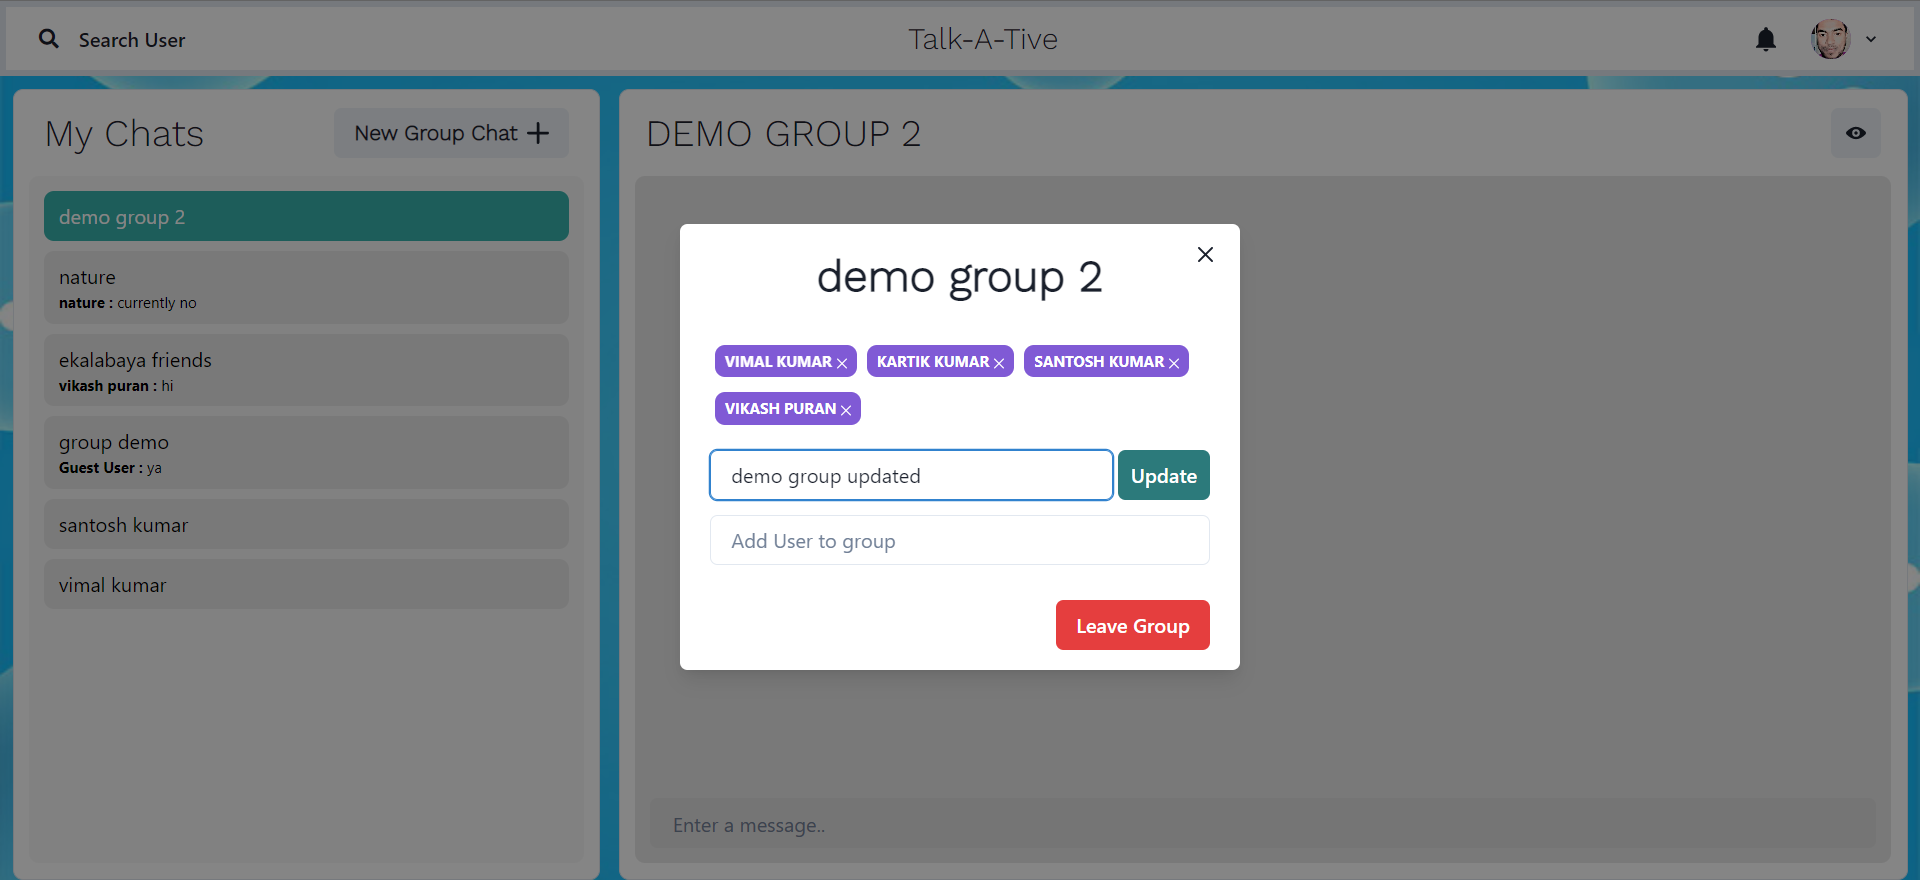 Search User
Talk-A-Tive
My Chats
New Group Chat
demo group 2
nature
nature : currently no
ekalabaya friends
vikash puran : hi
group demo
Guest User : ya
santosh kumar
vimal kumar
DEMO GROUP 2
demo group 2
VIMAL KUMAR
KARTIK KUMAR
SANTOSH KUMAR
VIKASH PURAN
demo group updated
Update
Add User to group
Leave Group
Enter a message..